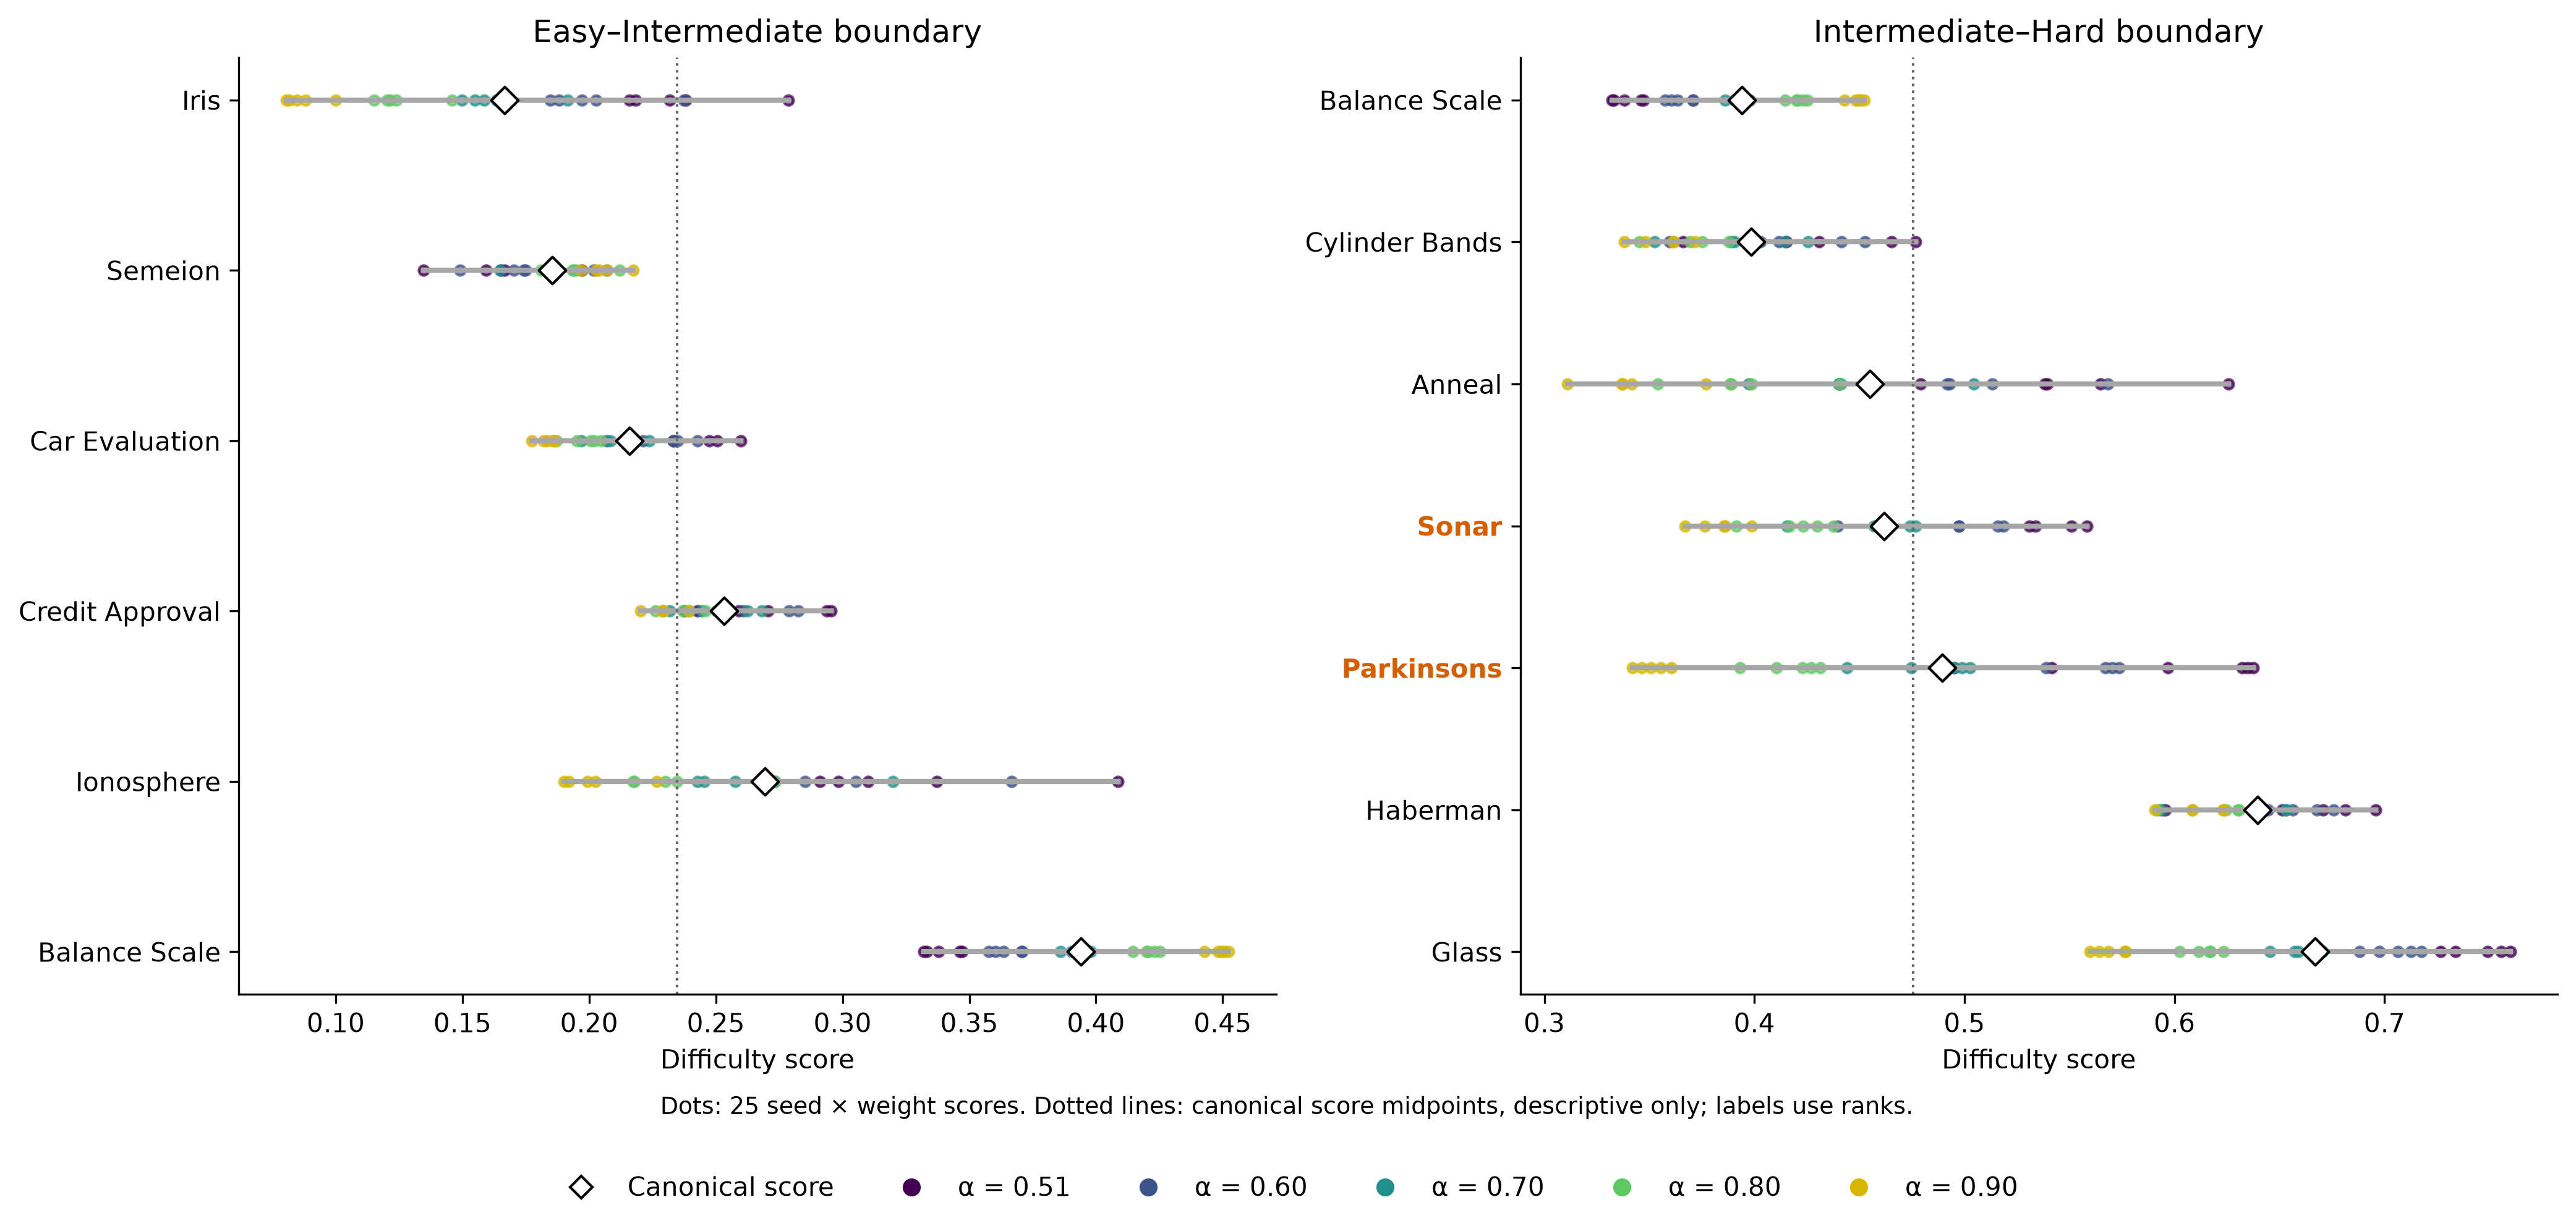 Easy–Intermediate boundary
Iris
Semeion
Car Evaluation
Credit Approval
Ionosphere
Balance Scale
0.10 0.15 0.20 0.25 0.30 0.35 0.40 0.45
Difficulty score
Intermediate–Hard boundary
Balance Scale
Cylinder Bands
Anneal
Sonar
Parkinsons
Haberman
Glass
0.3 0.4 0.5 0.6 0.7
Difficulty score
Dots: 25 seed × weight scores. Dotted lines: canonical score midpoints, descriptive only; labels use ranks.
Canonical score α = 0.51 α = 0.60 α = 0.70 α = 0.80 α = 0.90